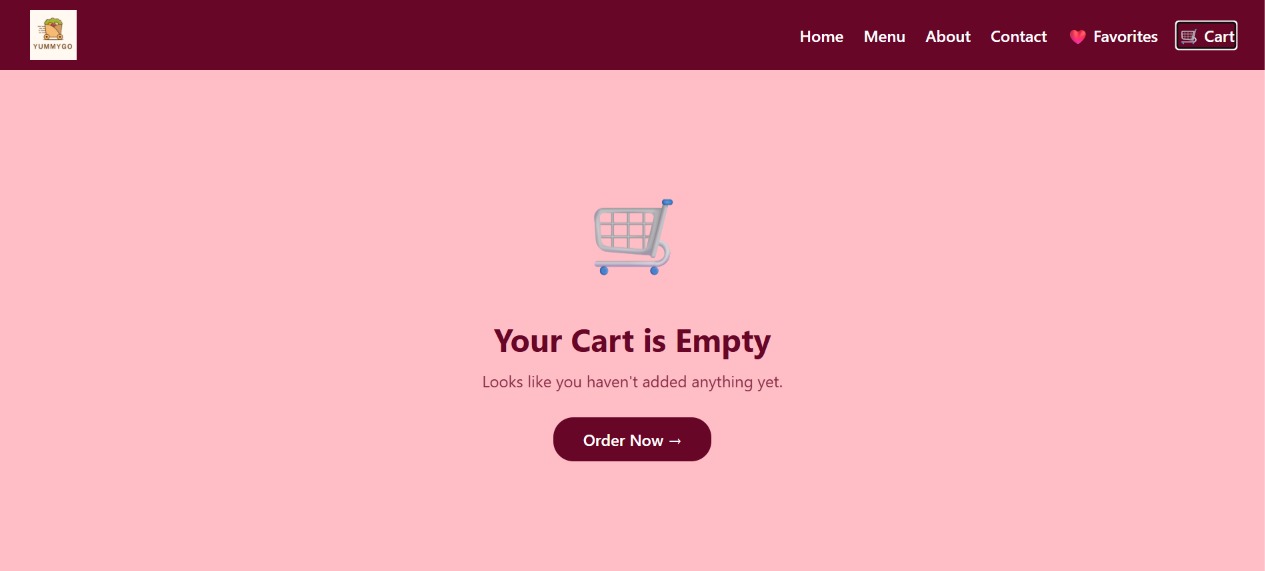 YUMMYGO
Home Menu About Contact ❤️ Favorites 🛒 Cart
Your Cart is Empty
Looks like you haven't added anything yet.
Order Now →